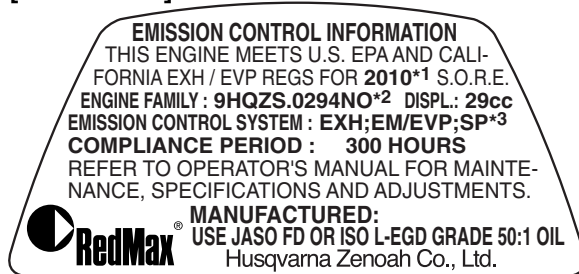 EMISSION CONTROL INFORMATION
THIS ENGINE MEETS U.S. EPA AND CALI-
FORNIA EXH / EVP REGS FOR 2010*1 S.O.R.E.
ENGINE FAMILY : 9HQZS.0294NO*2 DISPL.: 29cc
EMISSION CONTROL SYSTEM : EXH;EM/EVP;SP*3
COMPLIANCE PERIOD : 300 HOURS
REFER TO OPERATOR'S MANUAL FOR MAINTE-
NANCE, SPECIFICATIONS AND ADJUSTMENTS.
MANUFACTURED:
RedMax® USE JASO FD OR ISO L-EGD GRADE 50:1 OIL
Husqvarna Zenoah Co., Ltd.